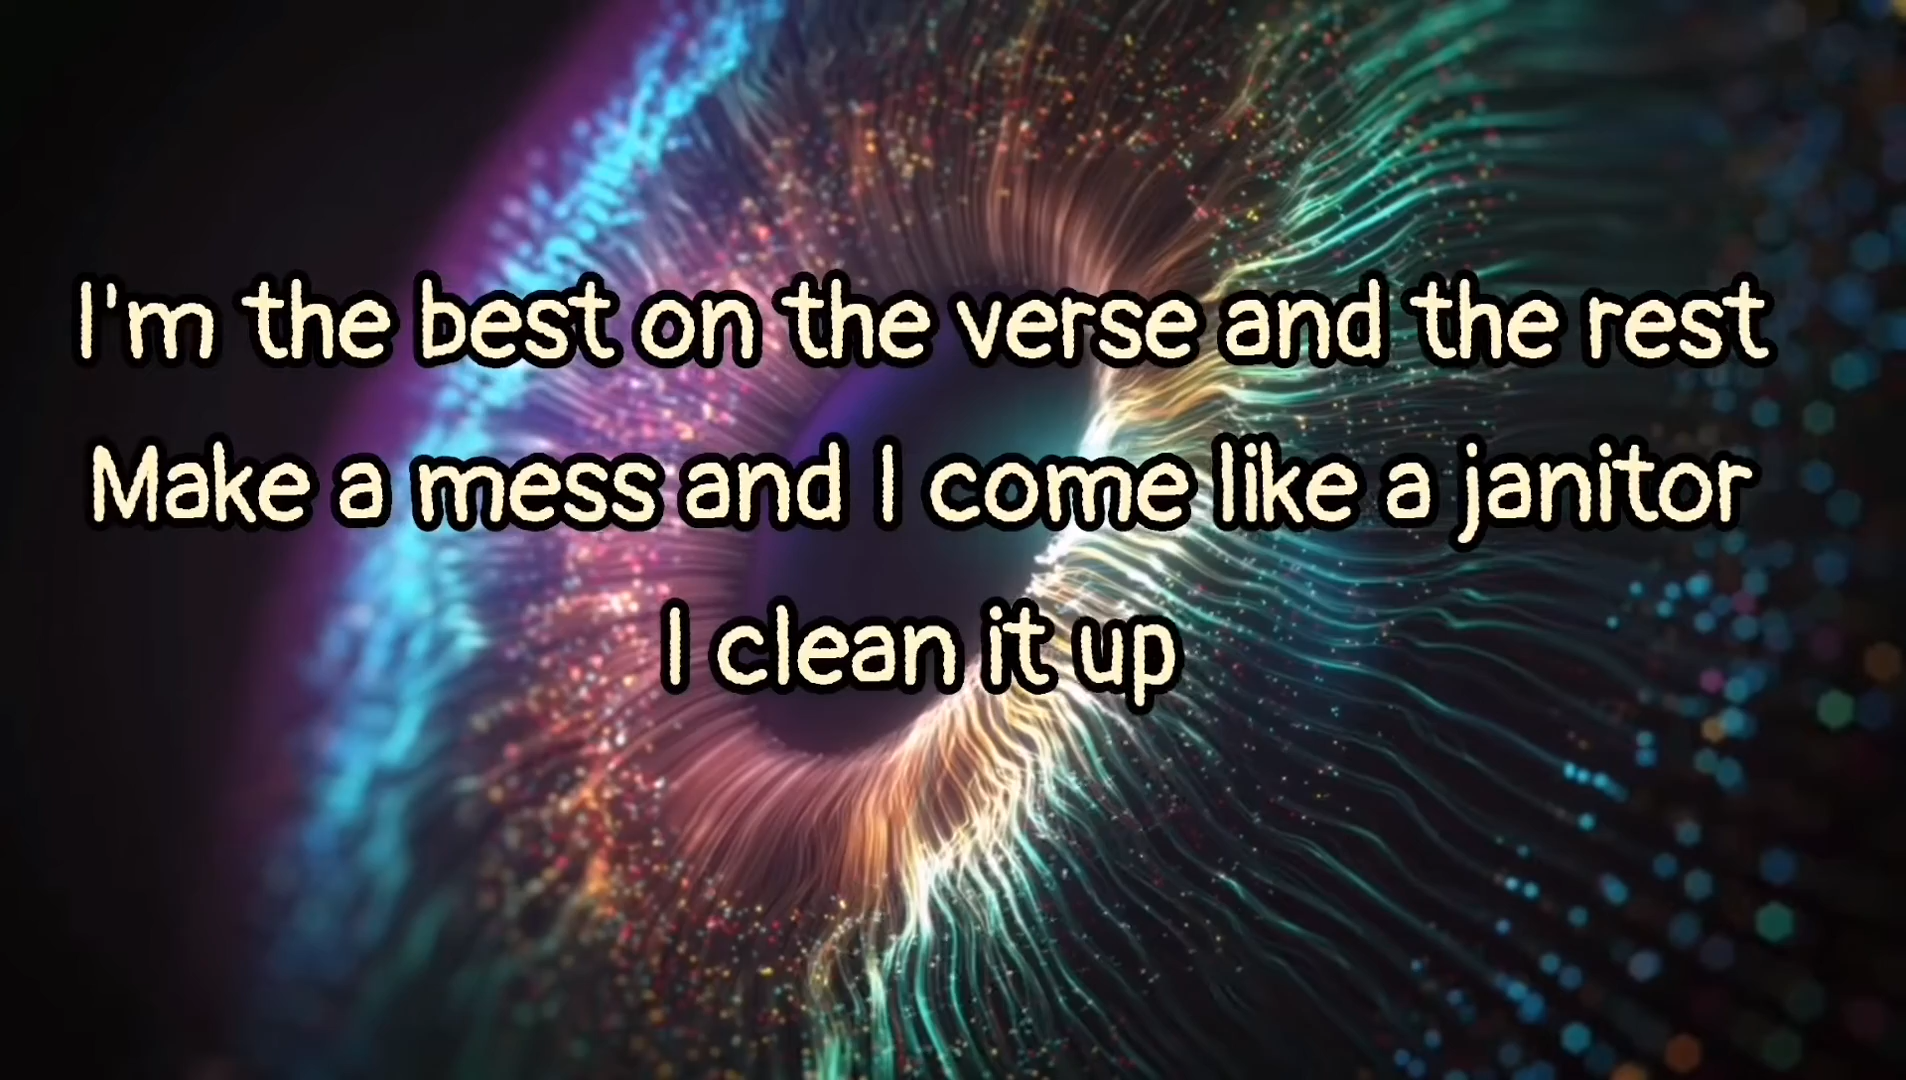 I'm the best on the verse and the rest
Make a mess and I come like a janitor
I clean it up